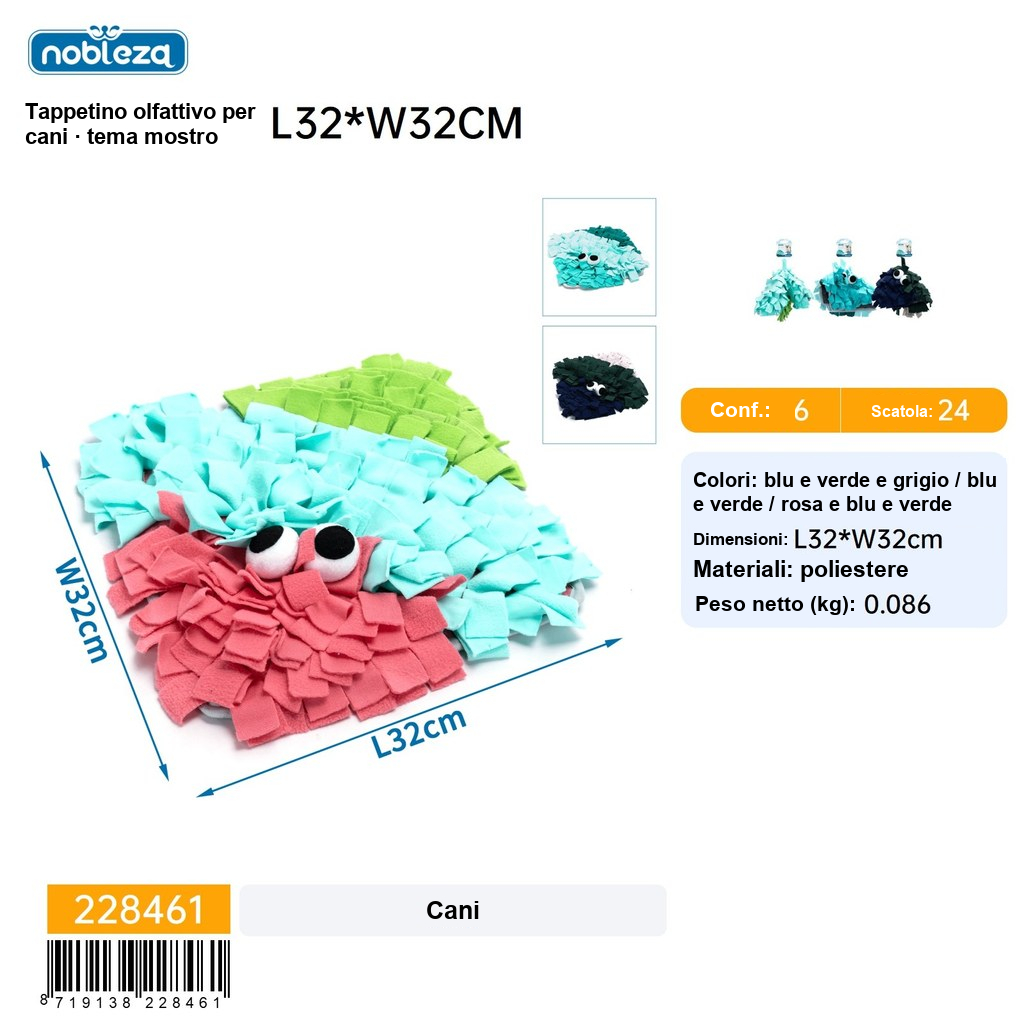 nobleza
Tappetino olfattivo per
cani · tema mostro
L32*W32CM
Conf.: 6
Scatola: 24
Colori: blu e verde e grigio / blu
e verde / rosa e blu e verde
Dimensioni: L32*W32cm
Materiali: poliestere
Peso netto (kg): 0.086
W32cm
L32cm
228461
Cani
8 719138 228461